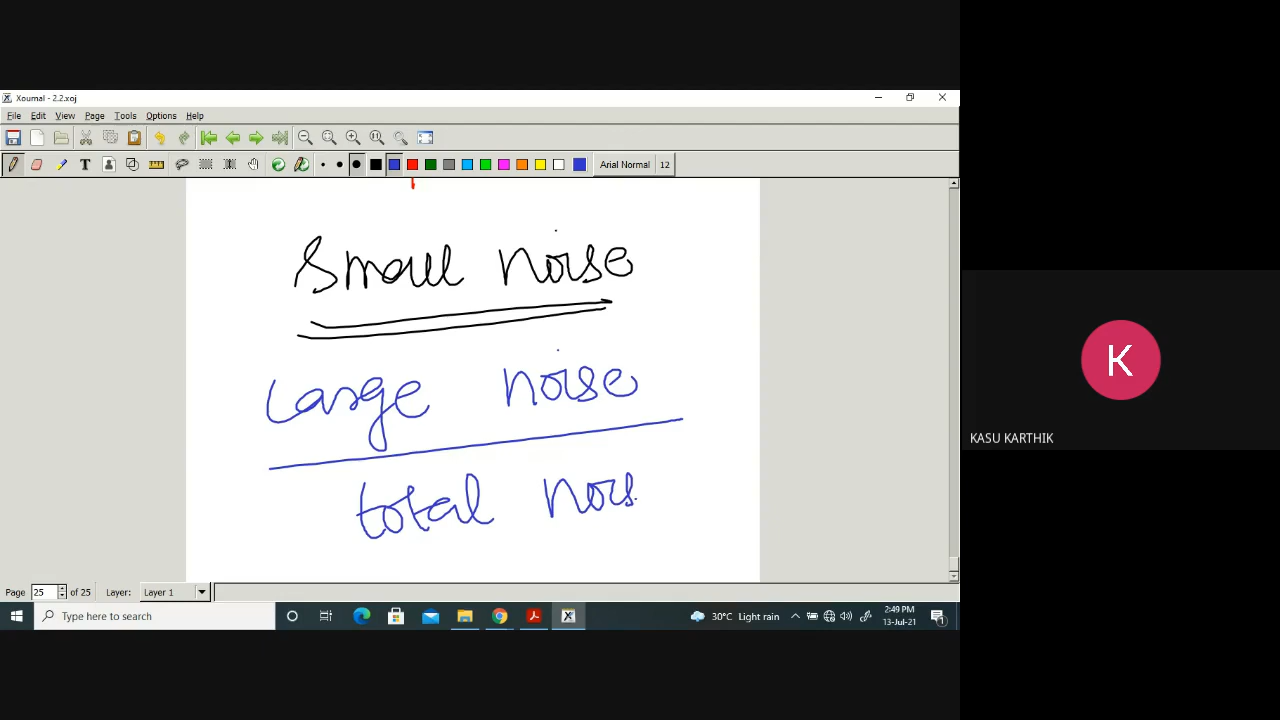 Xournal - 2.2.xoj
File Edit View Page Tools Options Help
T Arial Normal 12
Small noise
Large noise
total nois
K
KASU KARTHIK
Page 25 of 25 Layer: Layer 1
Type here to search 30°C Light rain 2:49 PM
13-Jul-21
1